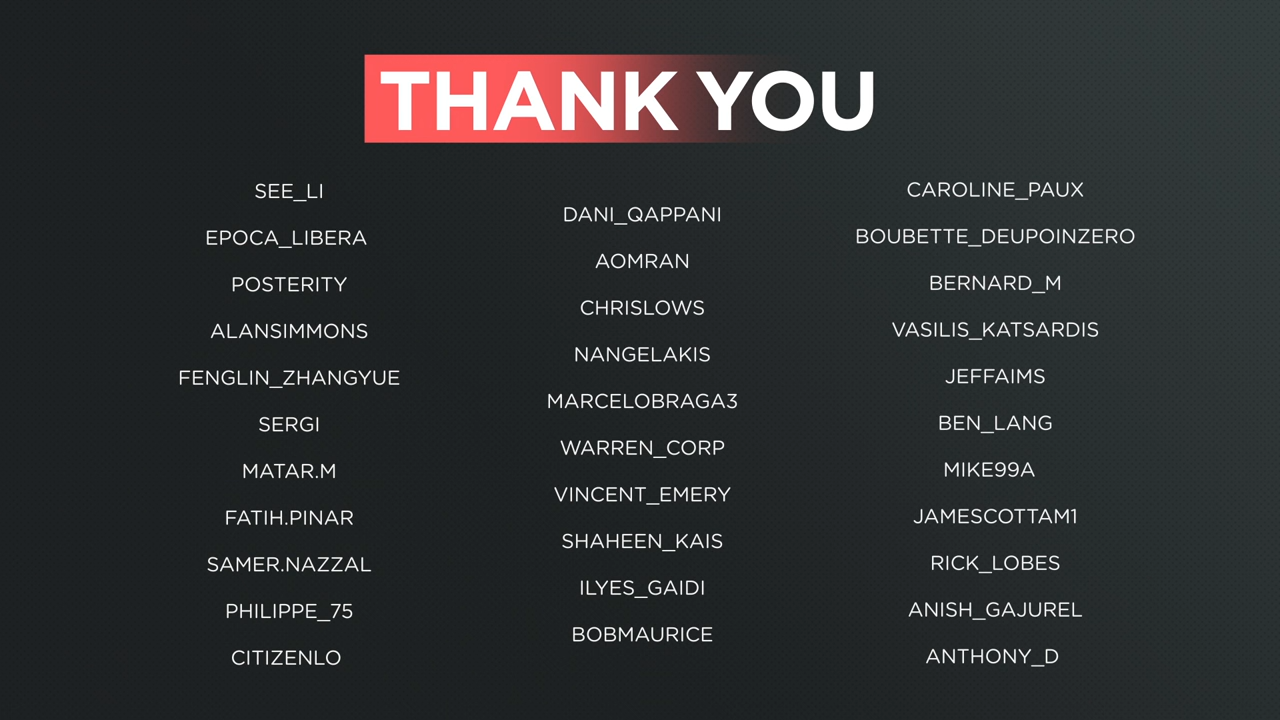 THANK YOU
SEE_LI
EPOCA_LIBERA
POSTERITY
ALANSIMMONS
FENGLIN_ZHANGYUE
SERGI
MATAR.M
FATIH.PINAR
SAMER.NAZZAL
PHILIPPE_75
CITIZENLO
DANI_QAPPANI
AOMRAN
CHRISLOWS
NANGELAKIS
MARCELOBRAGA3
WARREN_CORP
VINCENT_EMERY
SHAHEEN_KAIS
ILYES_GAIDI
BOBMAURICE
CAROLINE_PAUX
BOUBETTE_DEUPOINZERO
BERNARD_M
VASILIS_KATSARDIS
JEFFAIMS
BEN_LANG
MIKE99A
JAMESCOTTAM1
RICK_LOBES
ANISH_GAJUREL
ANTHONY_D